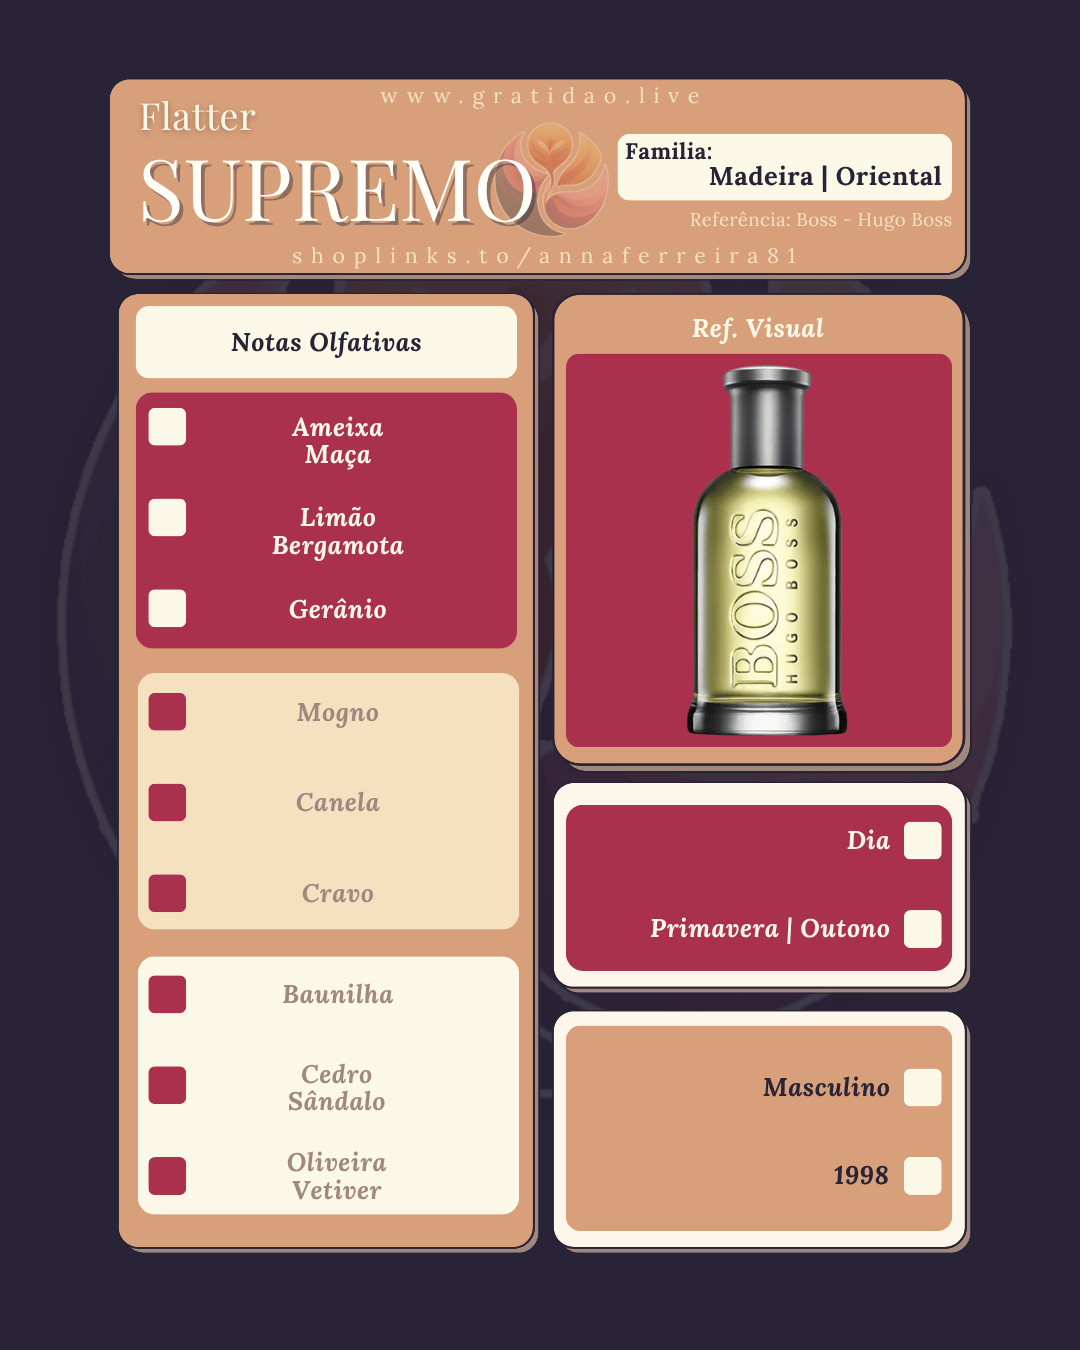 www.gratidao.live
Flatter
SUPREMO
Familia:
Madeira | Oriental
Referência: Boss - Hugo Boss
shoplinks.to/annaferreira81
Notas Olfativas
Ameixa
Maça
Limão
Bergamota
Gerânio
Mogno
Canela
Cravo
Baunilha
Cedro
Sândalo
Oliveira
Vetiver
Ref. Visual
BOSS
HUGO BOSS
Dia
Primavera | Outono
Masculino
1998